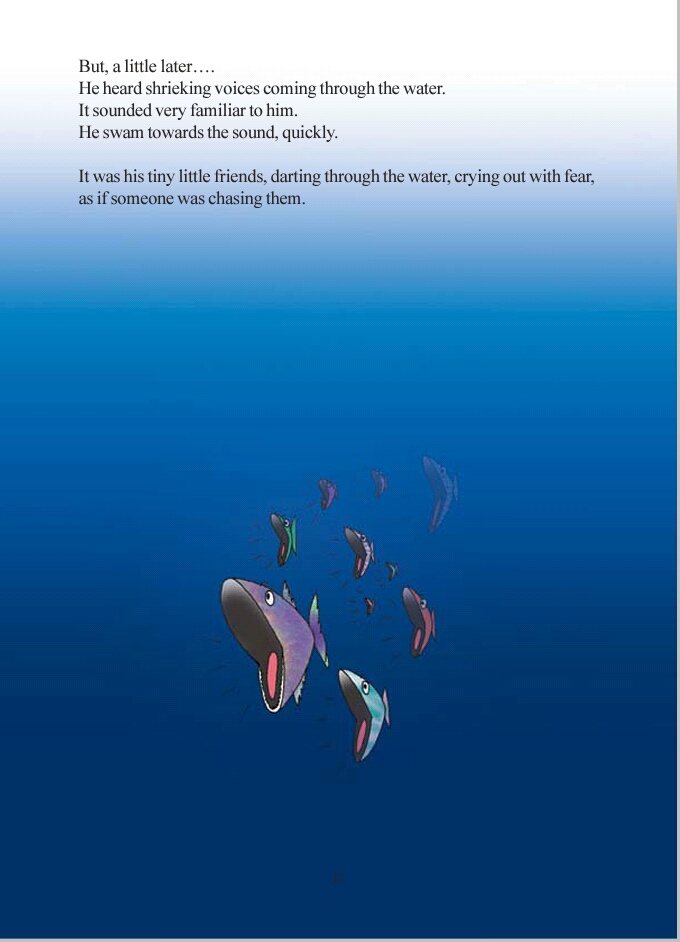 But, a little later….
He heard shrieking voices coming through the water.
It sounded very familiar to him.
He swam towards the sound, quickly.
It was his tiny little friends, darting through the water, crying out with fear,
as if someone was chasing them.